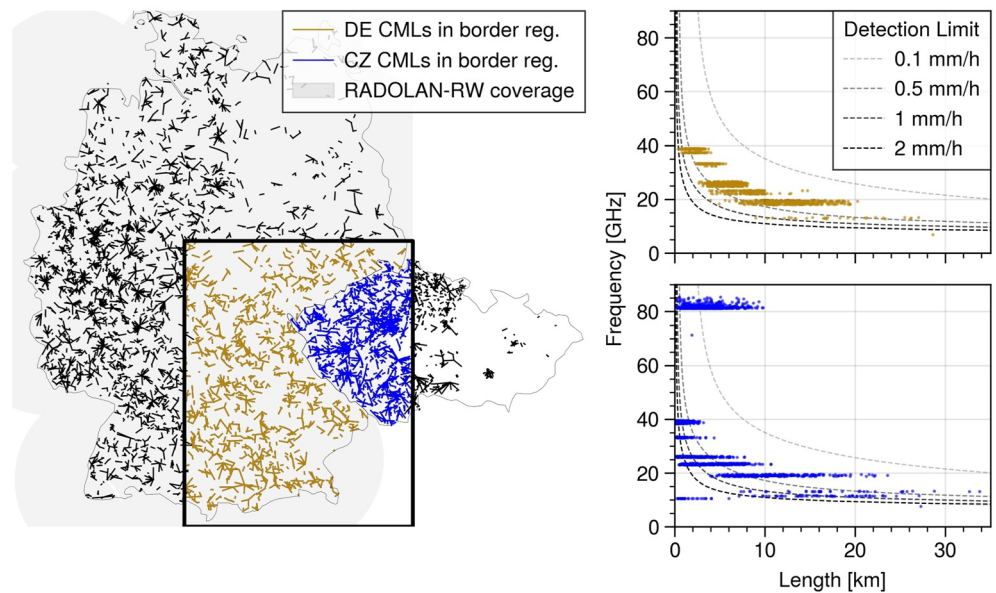 DE CMLs in border reg.
CZ CMLs in border reg.
RADOLAN-RW coverage
Detection Limit
0.1 mm/h
0.5 mm/h
1 mm/h
2 mm/h
80
60
40
20
0
Frequency [GHz]
80
60
40
20
0
0 10 20 30
Length [km]